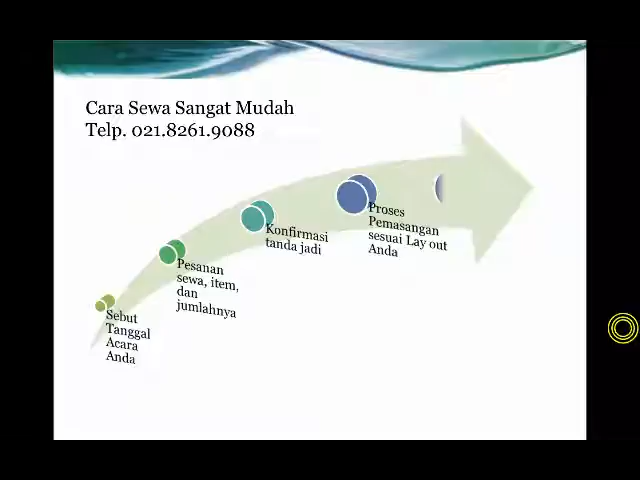 Cara Sewa Sangat Mudah
Telp. 021.8261.9088
Sebut
Tanggal
Acara
Anda
Pesanan
sewa, item,
dan
jumlahnya
Konfirmasi
tanda jadi
Proses
Pemasangan
sesuai Lay out
Anda